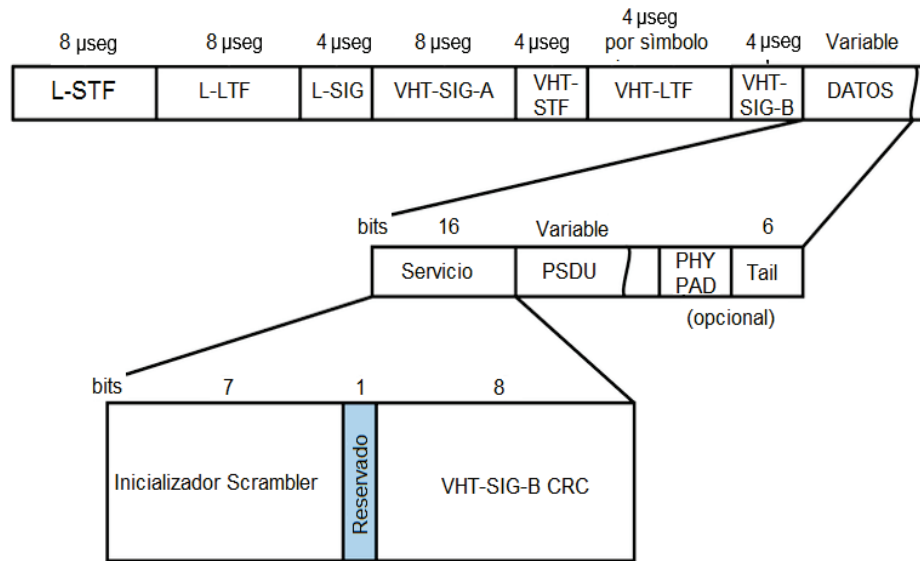 8 µseg 8 µseg 4 µseg 8 µseg 4 µseg 4 µseg por sìmbolo 4 µseg Variable
L-STF L-LTF L-SIG VHT-SIG-A VHT-STF VHT-LTF VHT-SIG-B DATOS
bits 16 Variable 6
Servicio PSDU PHY PAD Tail
(opcional)
bits 7 1 8
Inicializador Scrambler Reservado VHT-SIG-B CRC